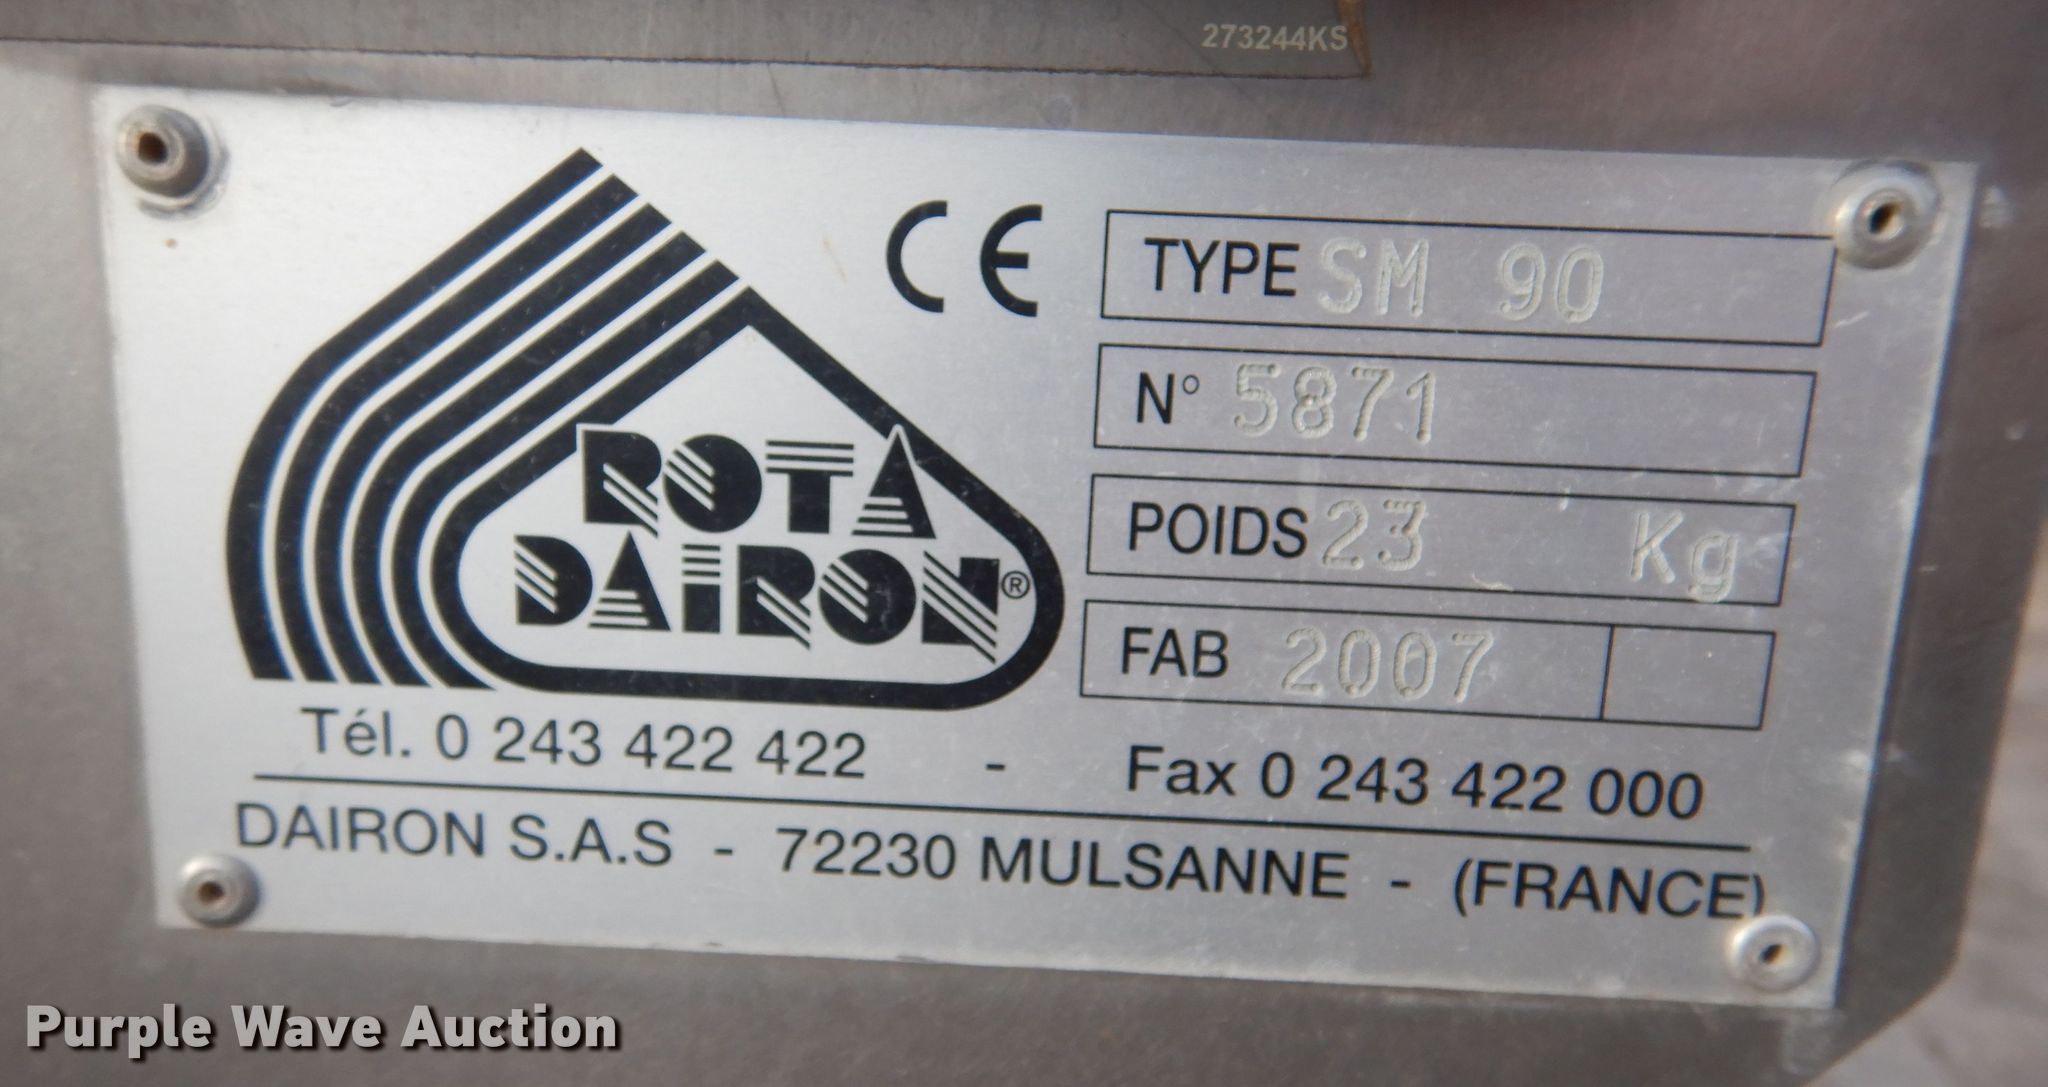 273244KS
CE
TYPE SM 90
N° 5871
POIDS 23 Kg
FAB 2007
ROTA
DAIRON®
Tél. 0 243 422 422 - Fax 0 243 422 000
DAIRON S.A.S - 72230 MULSANNE - (FRANCE)
Purple Wave Auction